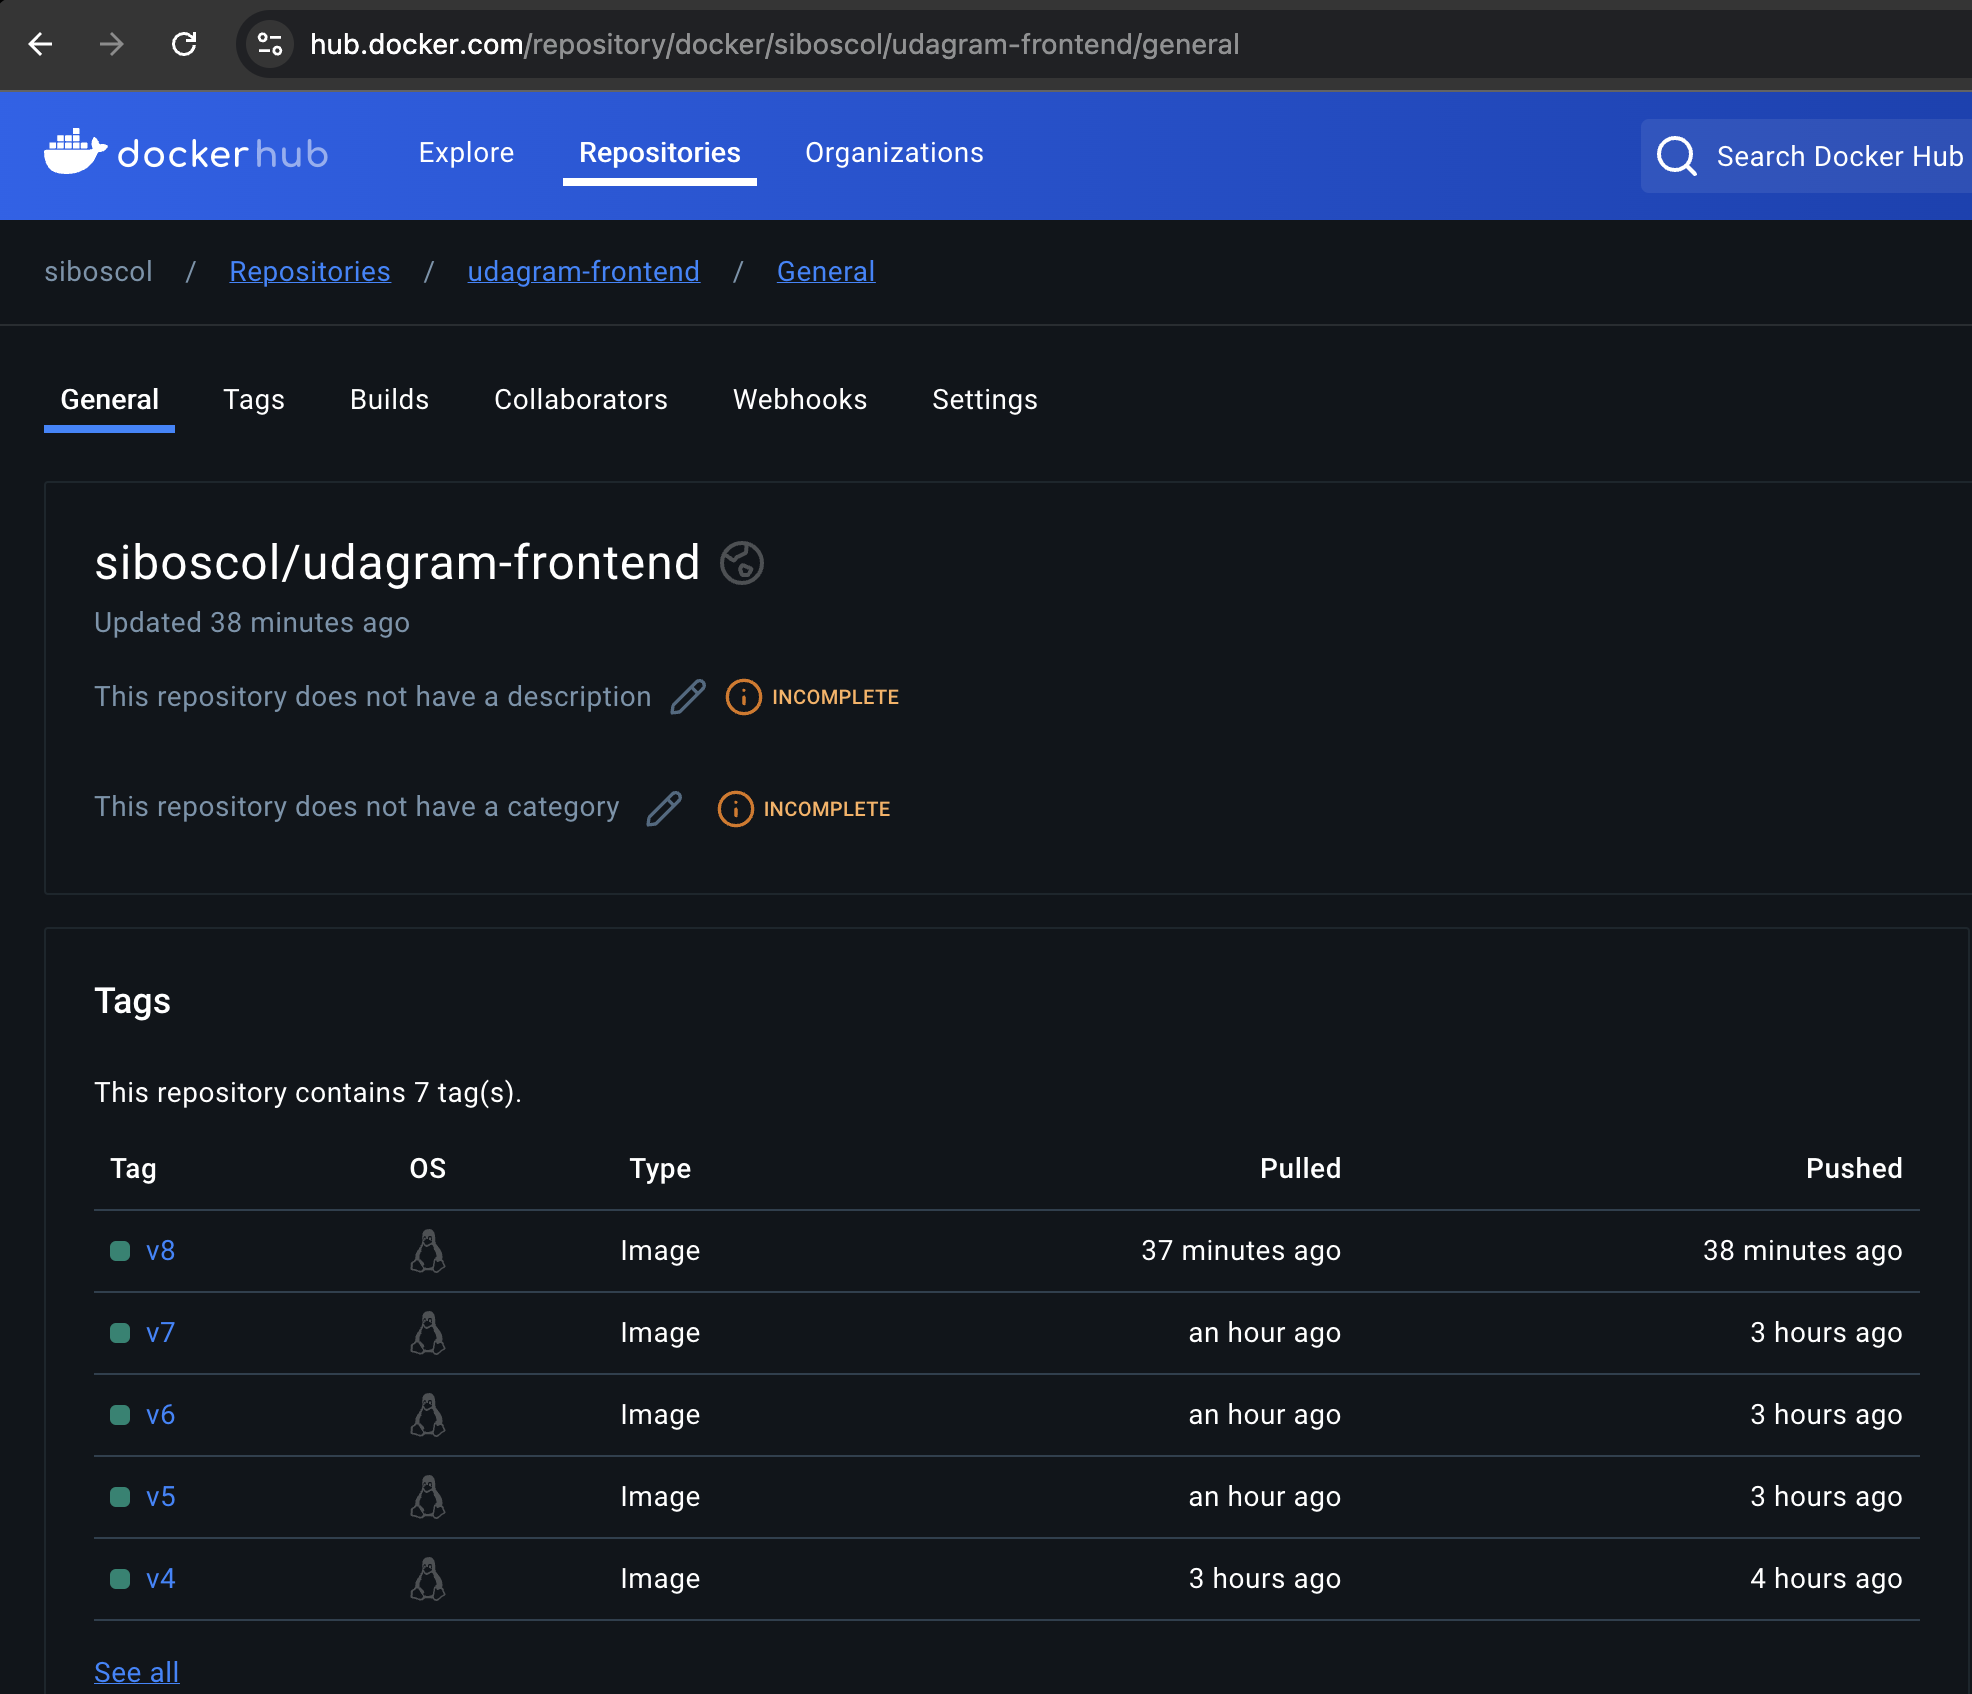 hub.docker.com/repository/docker/siboscol/udagram-frontend/general
dockerhub Explore Repositories Organizations Search Docker Hub
siboscol / Repositories / udagram-frontend / General
General Tags Builds Collaborators Webhooks Settings
siboscol/udagram-frontend
Updated 38 minutes ago
This repository does not have a description INCOMPLETE
This repository does not have a category INCOMPLETE
Tags
This repository contains 7 tag(s).
Tag OS Type Pulled Pushed
v8 Image 37 minutes ago 38 minutes ago
v7 Image an hour ago 3 hours ago
v6 Image an hour ago 3 hours ago
v5 Image an hour ago 3 hours ago
v4 Image 3 hours ago 4 hours ago
See all